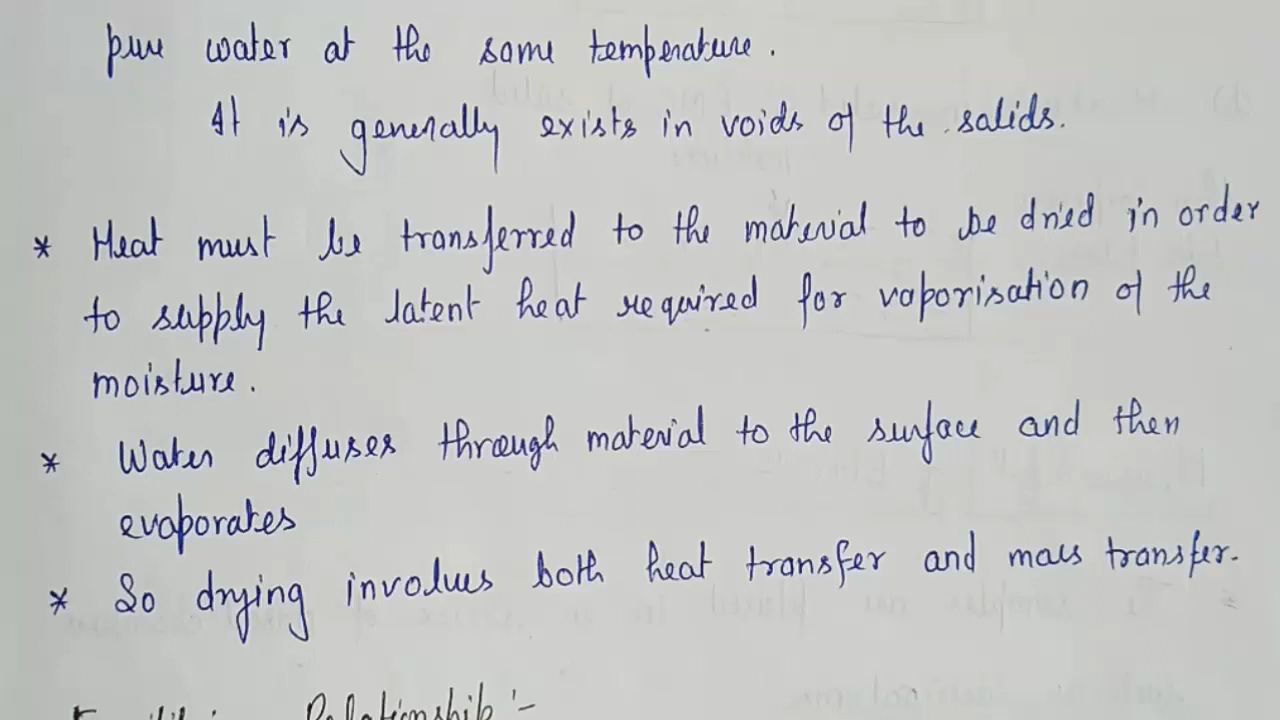 pure water at the same temperature.
It is generally exists in voids of the solids.
* Heat must be transferred to the material to be dried in order
to supply the latent heat required for vaporisation of the
moisture.
* Water diffuses through material to the surface and then
evaporates
* So drying involves both heat transfer and mass transfer.
Relationship :-